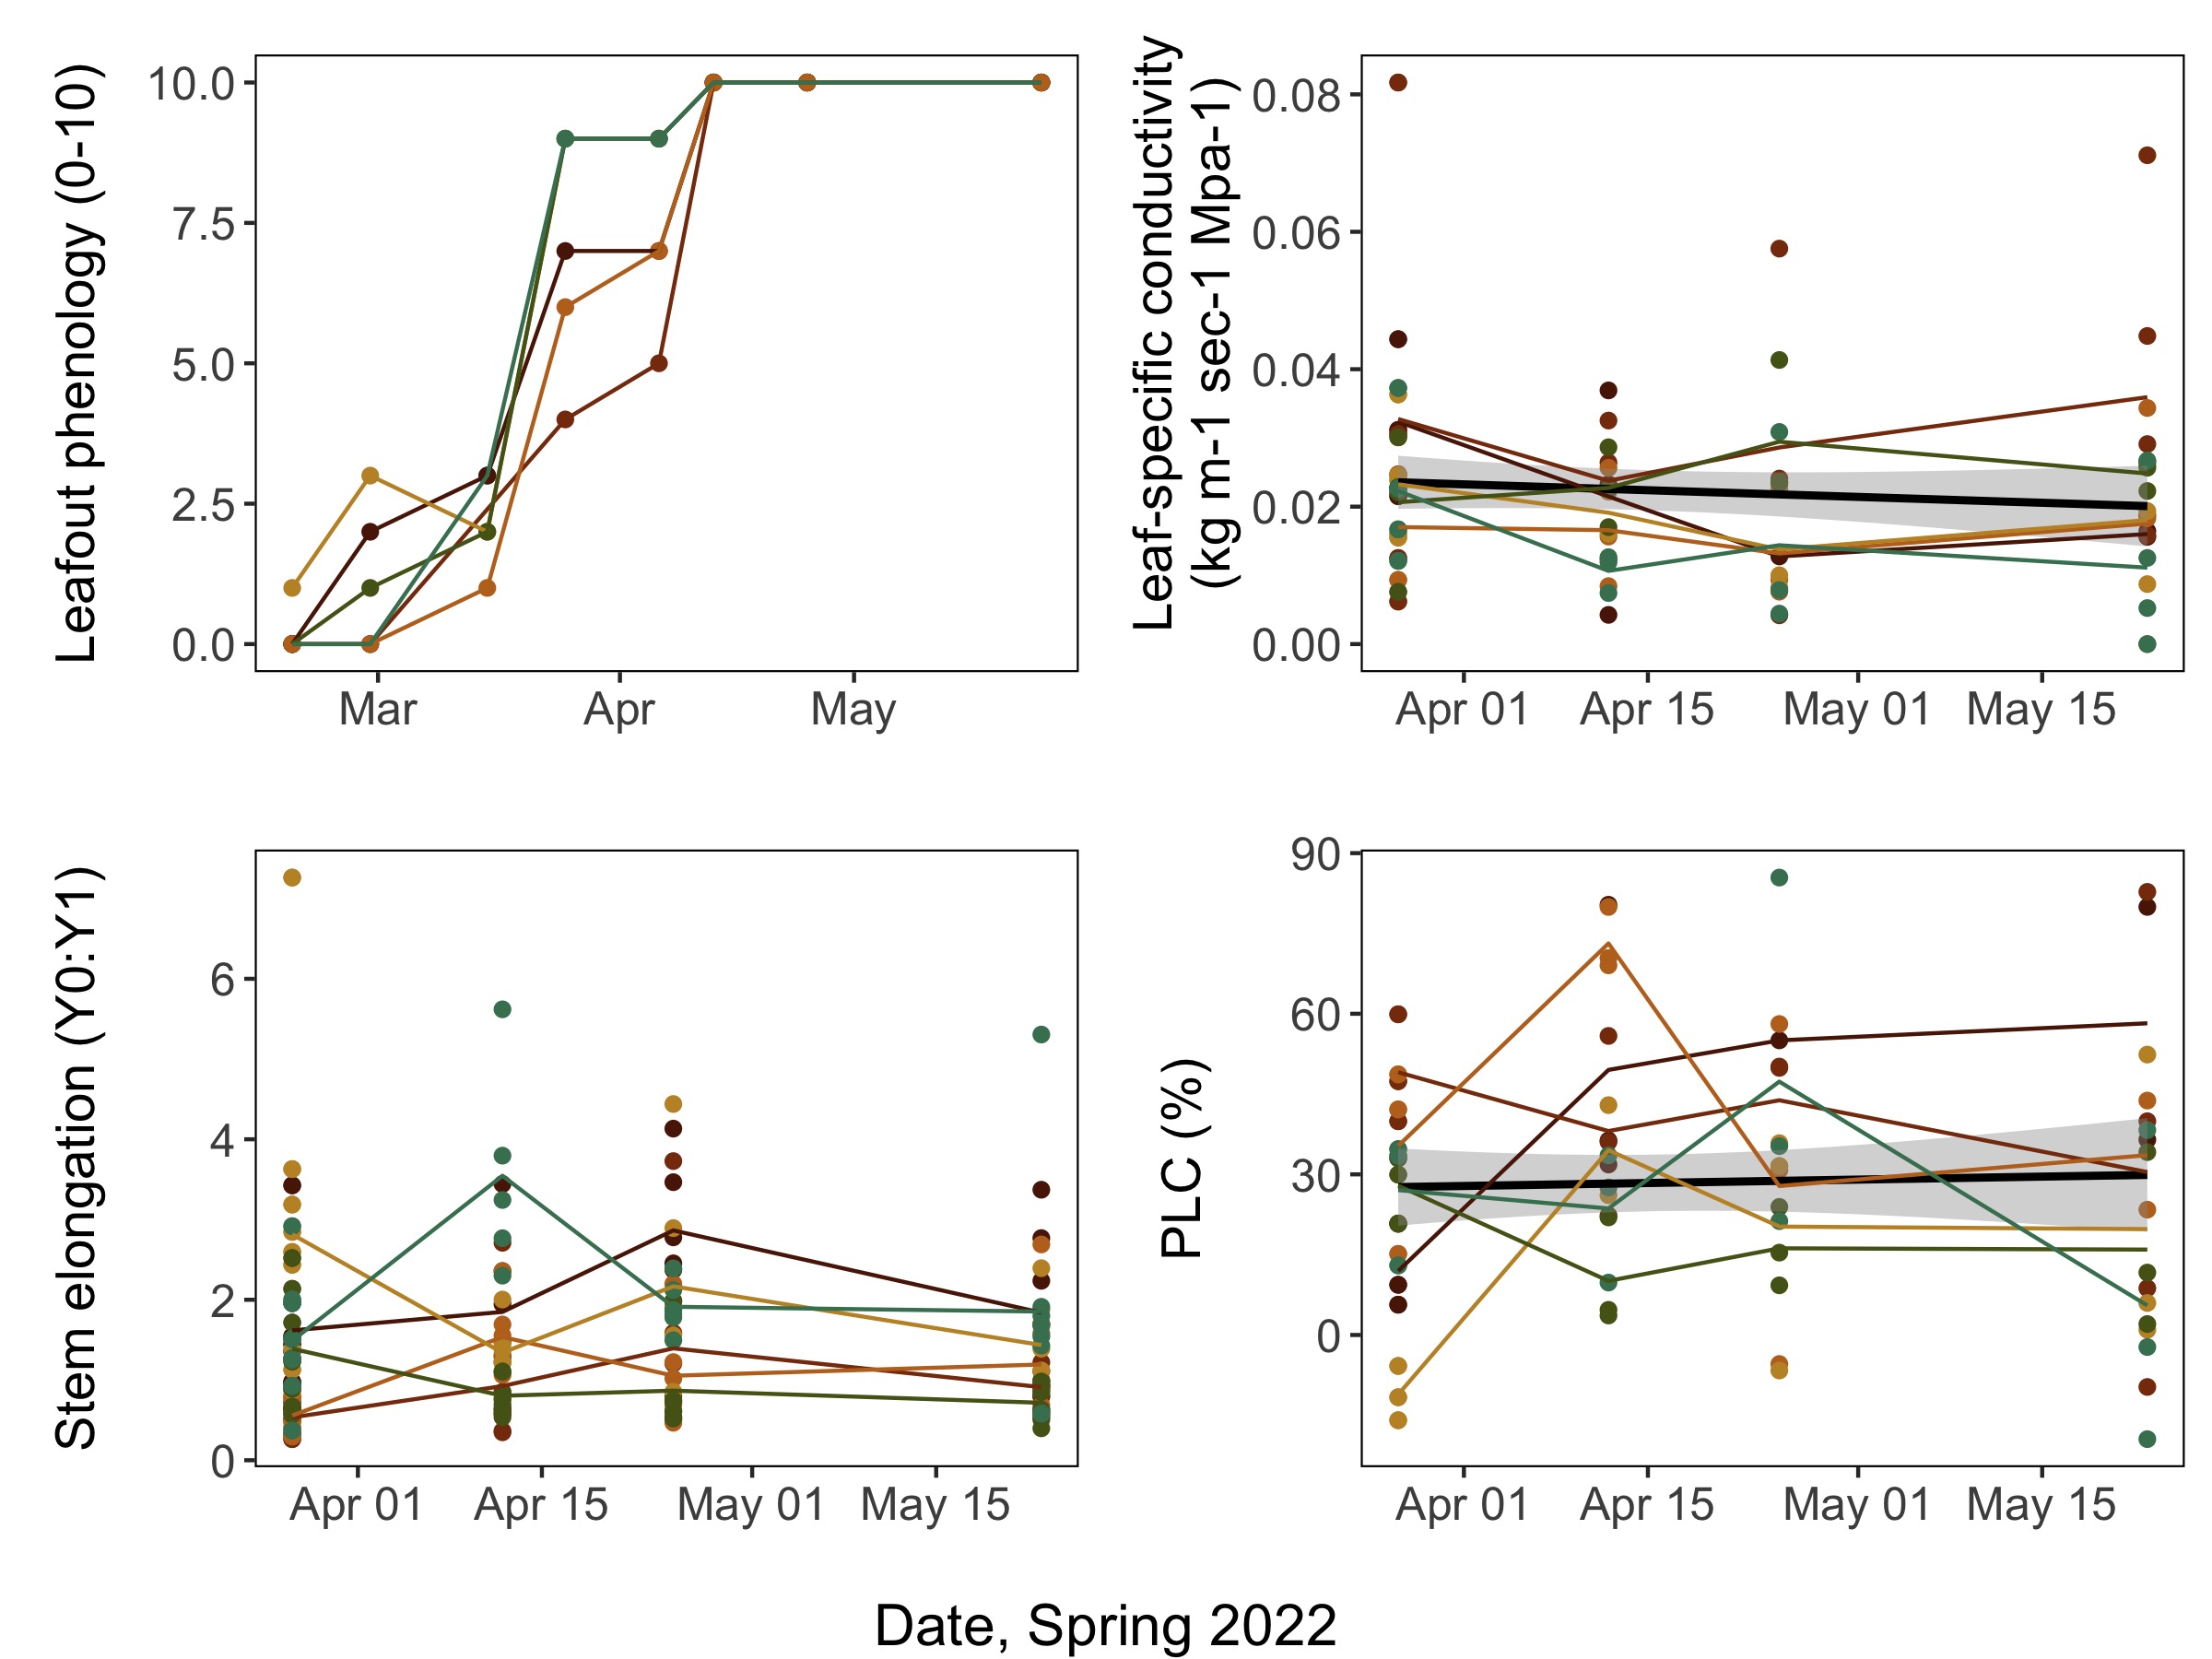 Leafout phenology (0-10)
10.0
7.5
5.0
2.5
0.0
Mar
Apr
May
Leaf-specific conductivity
(kg m-1 sec-1 Mpa-1)
0.08
0.06
0.04
0.02
0.00
Apr 01
Apr 15
May 01
May 15
Stem elongation (Y0:Y1)
6
4
2
0
Apr 01
Apr 15
May 01
May 15
PLC (%)
90
60
30
0
Apr 01
Apr 15
May 01
May 15
Date, Spring 2022